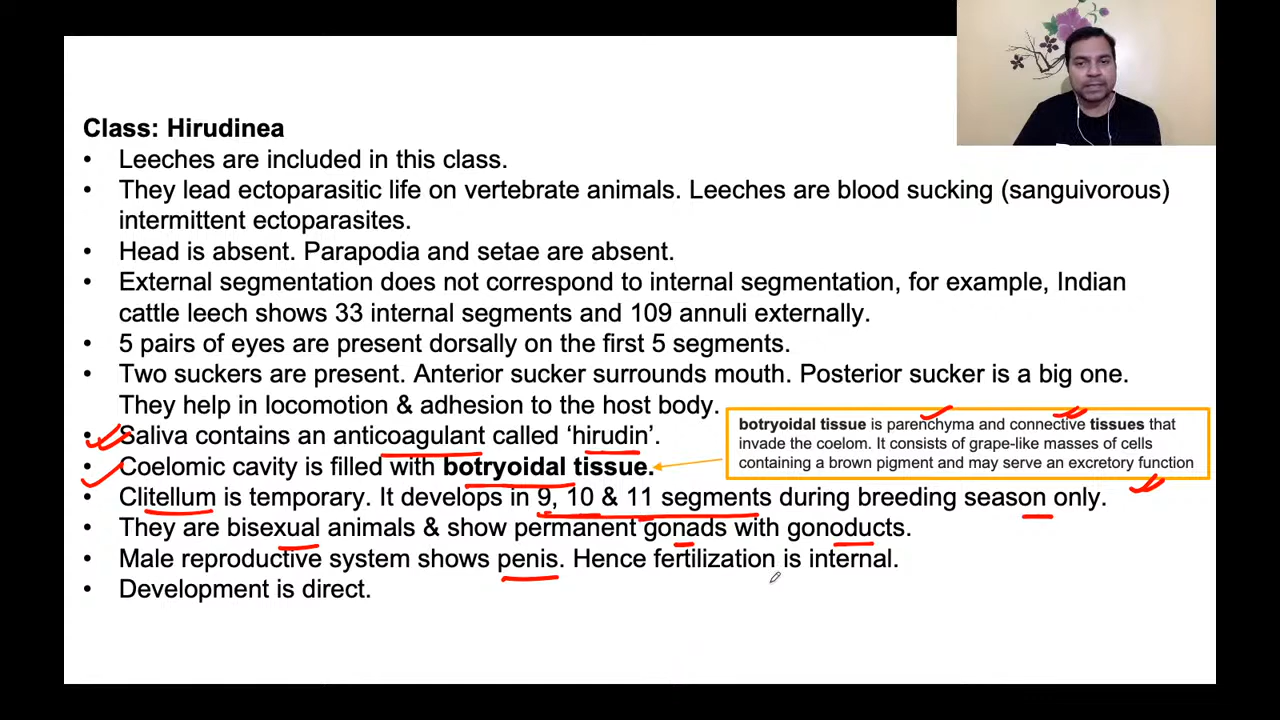 Class: Hirudinea
• Leeches are included in this class.
• They lead ectoparasitic life on vertebrate animals. Leeches are blood sucking (sanguivorous)
intermittent ectoparasites.
• Head is absent. Parapodia and setae are absent.
• External segmentation does not correspond to internal segmentation, for example, Indian
cattle leech shows 33 internal segments and 109 annuli externally.
• 5 pairs of eyes are present dorsally on the first 5 segments.
• Two suckers are present. Anterior sucker surrounds mouth. Posterior sucker is a big one.
They help in locomotion & adhesion to the host body.
• Saliva contains an anticoagulant called ‘hirudin’.
• Coelomic cavity is filled with botryoidal tissue.
botryoidal tissue is parenchyma and connective tissues that
invade the coelom. It consists of grape-like masses of cells
containing a brown pigment and may serve an excretory function
• Clitellum is temporary. It develops in 9, 10 & 11 segments during breeding season only.
• They are bisexual animals & show permanent gonads with gonoducts.
• Male reproductive system shows penis. Hence fertilization is internal.
• Development is direct.